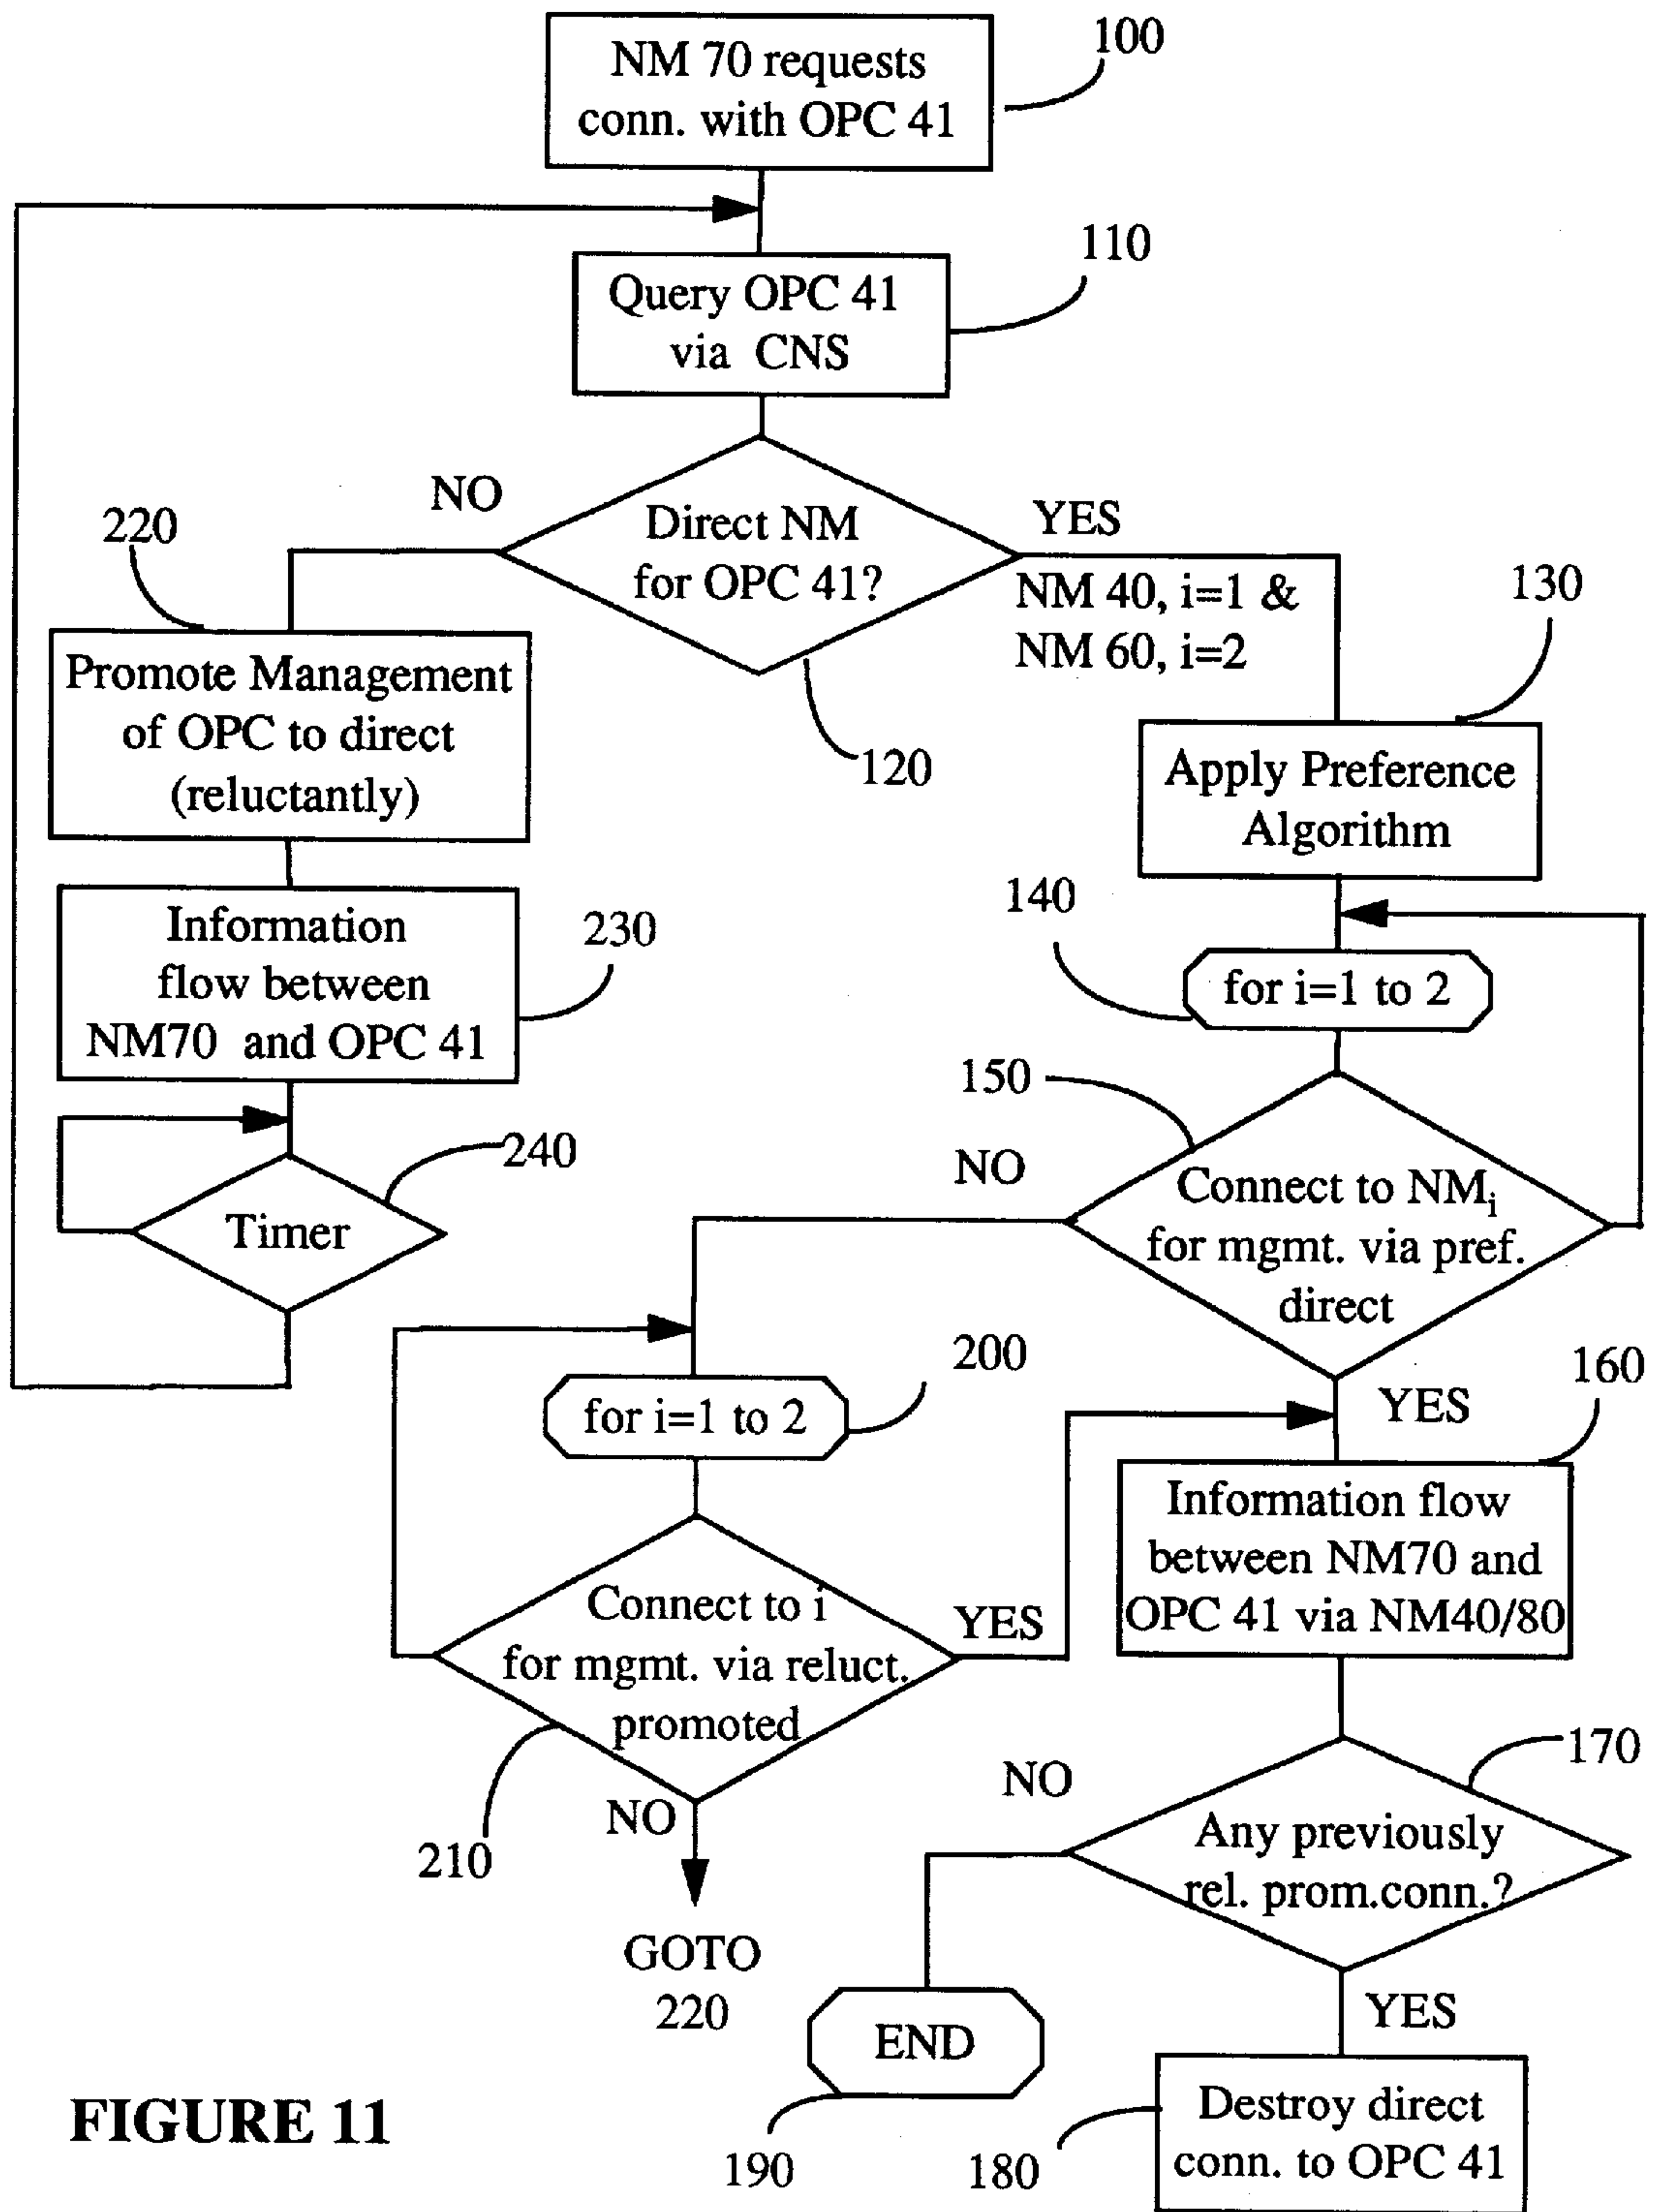 NM 70 requests
conn. with OPC 41
100
Query OPC 41
via CNS
110
NO
Direct NM
for OPC 41?
YES
NM 40, i=1 &
NM 60, i=2
120
220
Promote Management
of OPC to direct
(reluctantly)
130
Apply Preference
Algorithm
Information
flow between
NM70 and OPC 41
230
140
for i=1 to 2
240
Timer
150
NO
Connect to NMi
for mgmt. via pref.
direct
YES
200
for i=1 to 2
160
Information flow
between NM70 and
OPC 41 via NM40/80
Connect to i
for mgmt. via reluct.
promoted
YES
NO
210
GOTO
220
170
NO
Any previously
rel. prom.conn.?
YES
END
190
180
Destroy direct
conn. to OPC 41
FIGURE 11